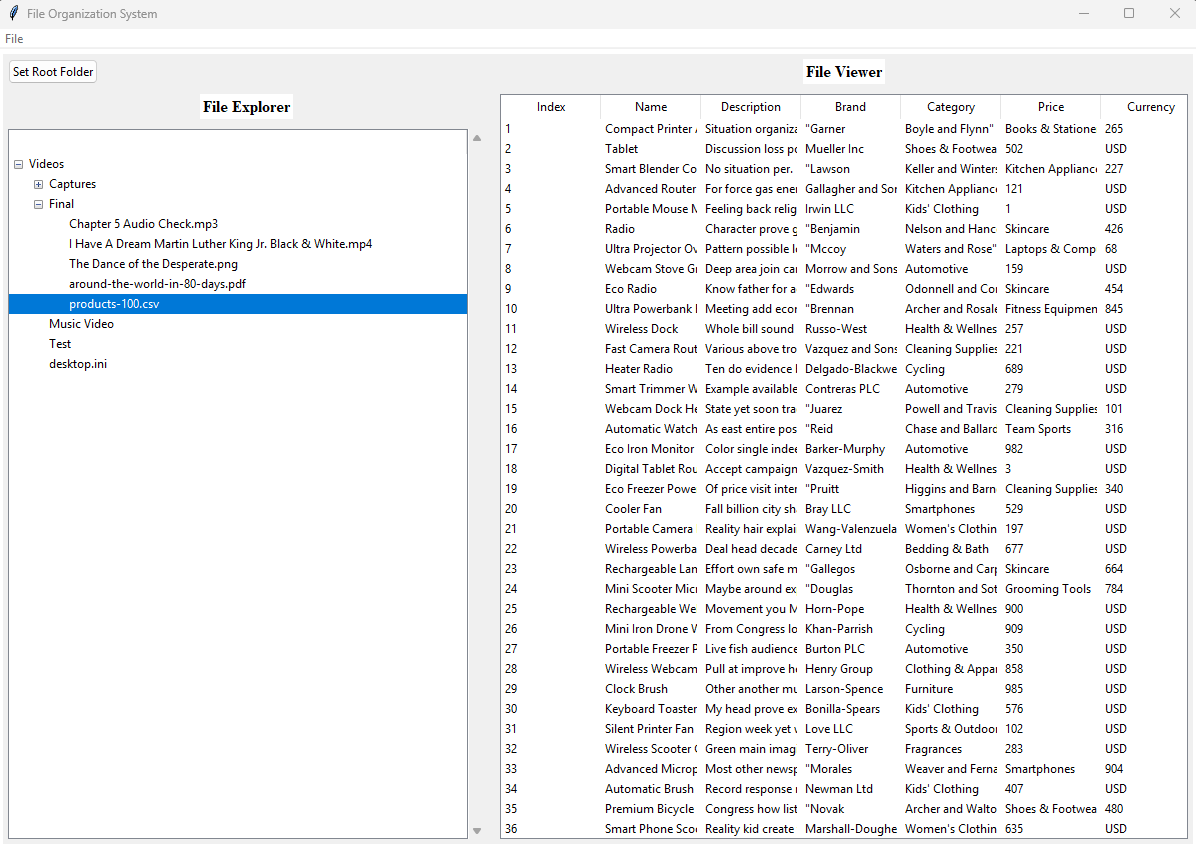 File Organization System
File
Set Root Folder
File Explorer
Videos
Captures
Final
Chapter 5 Audio Check.mp3
I Have A Dream Martin Luther King Jr. Black & White.mp4
The Dance of the Desperate.png
around-the-world-in-80-days.pdf
products-100.csv
Music Video
Test
desktop.ini
File Viewer
Index Name Description Brand Category Price Currency
1 Compact Printer Situation organiza "Garner Boyle and Flynn" Books & Statione 265
2 Tablet Discussion loss po Mueller Inc Shoes & Footwea 502 USD
3 Smart Blender Co No situation per. "Lawson Keller and Winters Kitchen Applianc 227
4 Advanced Router For force gas ener Gallagher and Son Kitchen Applianc 121 USD
5 Portable Mouse M Feeling back relig Irwin LLC Kids' Clothing 1 USD
6 Radio Character prove g "Benjamin Nelson and Hanc Skincare 426
7 Ultra Projector Ov Pattern possible l "Mccoy Waters and Rose" Laptops & Comp 68
8 Webcam Stove Gr Deep area join car Morrow and Sons Automotive 159 USD
9 Eco Radio Know father for a "Edwards Odonnell and Co Skincare 454
10 Ultra Powerbank Meeting add econ "Brennan Archer and Rosale Fitness Equipmen 845
11 Wireless Dock Whole bill sound Russo-West Health & Wellnes 257 USD
12 Fast Camera Rout Various above tro Vazquez and Sons Cleaning Supplies 221 USD
13 Heater Radio Ten do evidence Delgado-Blackwe Cycling 689 USD
14 Smart Trimmer W Example available Contreras PLC Automotive 279 USD
15 Webcam Dock He State yet soon tra "Juarez Powell and Travis Cleaning Supplies 101
16 Automatic Watch As east entire pos "Reid Chase and Ballard Team Sports 316
17 Eco Iron Monitor Color single indee Barker-Murphy Automotive 982 USD
18 Digital Tablet Rou Accept campaign Vazquez-Smith Health & Wellnes 3 USD
19 Eco Freezer Powe Of price visit inter "Pruitt Higgins and Barn Cleaning Supplies 340
20 Cooler Fan Fall billion city sh Bray LLC Smartphones 529 USD
21 Portable Camera Reality hair explai Wang-Valenzuela Women's Clothin 197 USD
22 Wireless Powerba Deal head decade Carney Ltd Bedding & Bath 677 USD
23 Rechargeable Lan Effort own safe m "Gallegos Osborne and Carp Skincare 664
24 Mini Scooter Micr Maybe around ex "Douglas Thornton and Sot Grooming Tools 784
25 Rechargeable We Movement you M Horn-Pope Health & Wellnes 900 USD
26 Mini Iron Drone W From Congress lo Khan-Parrish Cycling 909 USD
27 Portable Freezer P Live fish audience Burton PLC Automotive 350 USD
28 Wireless Webcam Pull at improve he Henry Group Clothing & Appar 858 USD
29 Clock Brush Other another mu Larson-Spence Furniture 985 USD
30 Keyboard Toaster My head prove ex Bonilla-Spears Kids' Clothing 576 USD
31 Silent Printer Fan Region week yet Love LLC Sports & Outdoor 102 USD
32 Wireless Scooter Green main imag Terry-Oliver Fragrances 283 USD
33 Advanced Microp Most other newsp "Morales Weaver and Ferna Smartphones 904
34 Automatic Brush Record response Newman Ltd Kids' Clothing 407 USD
35 Premium Bicycle Congress how list "Novak Archer and Walto Shoes & Footwea 480
36 Smart Phone Scoo Reality kid create Marshall-Doughe Women's Clothin 635 USD